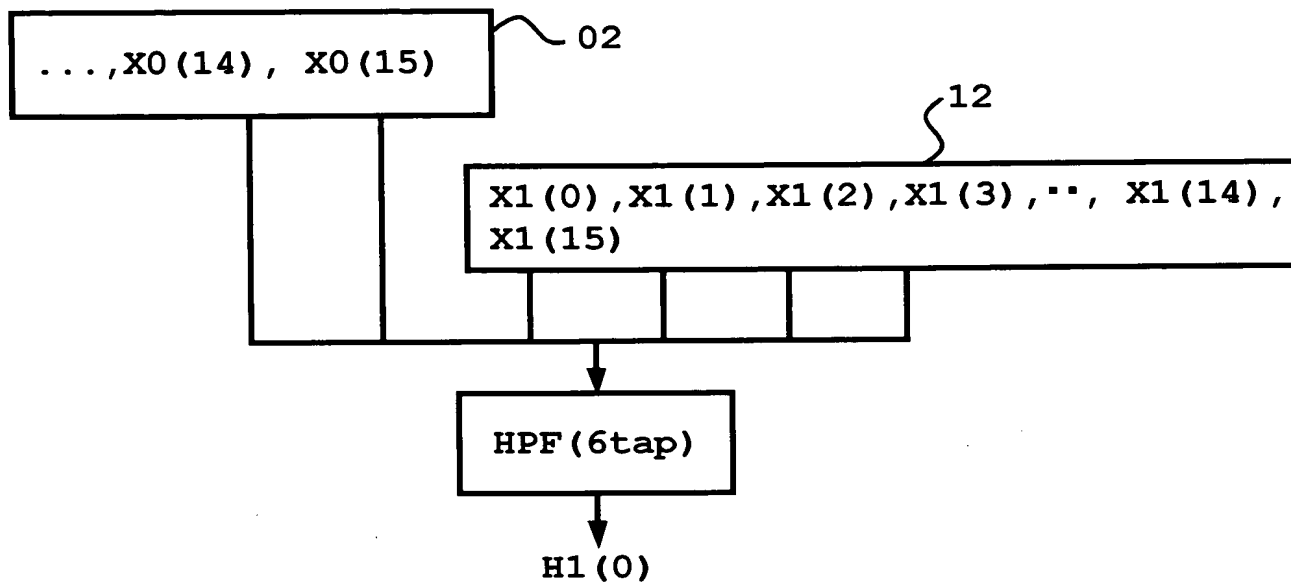 02
...,X0(14), X0(15)
12
X1(0),X1(1),X1(2),X1(3),▪▪, X1(14),
X1(15)
HPF(6tap)
H1(0)